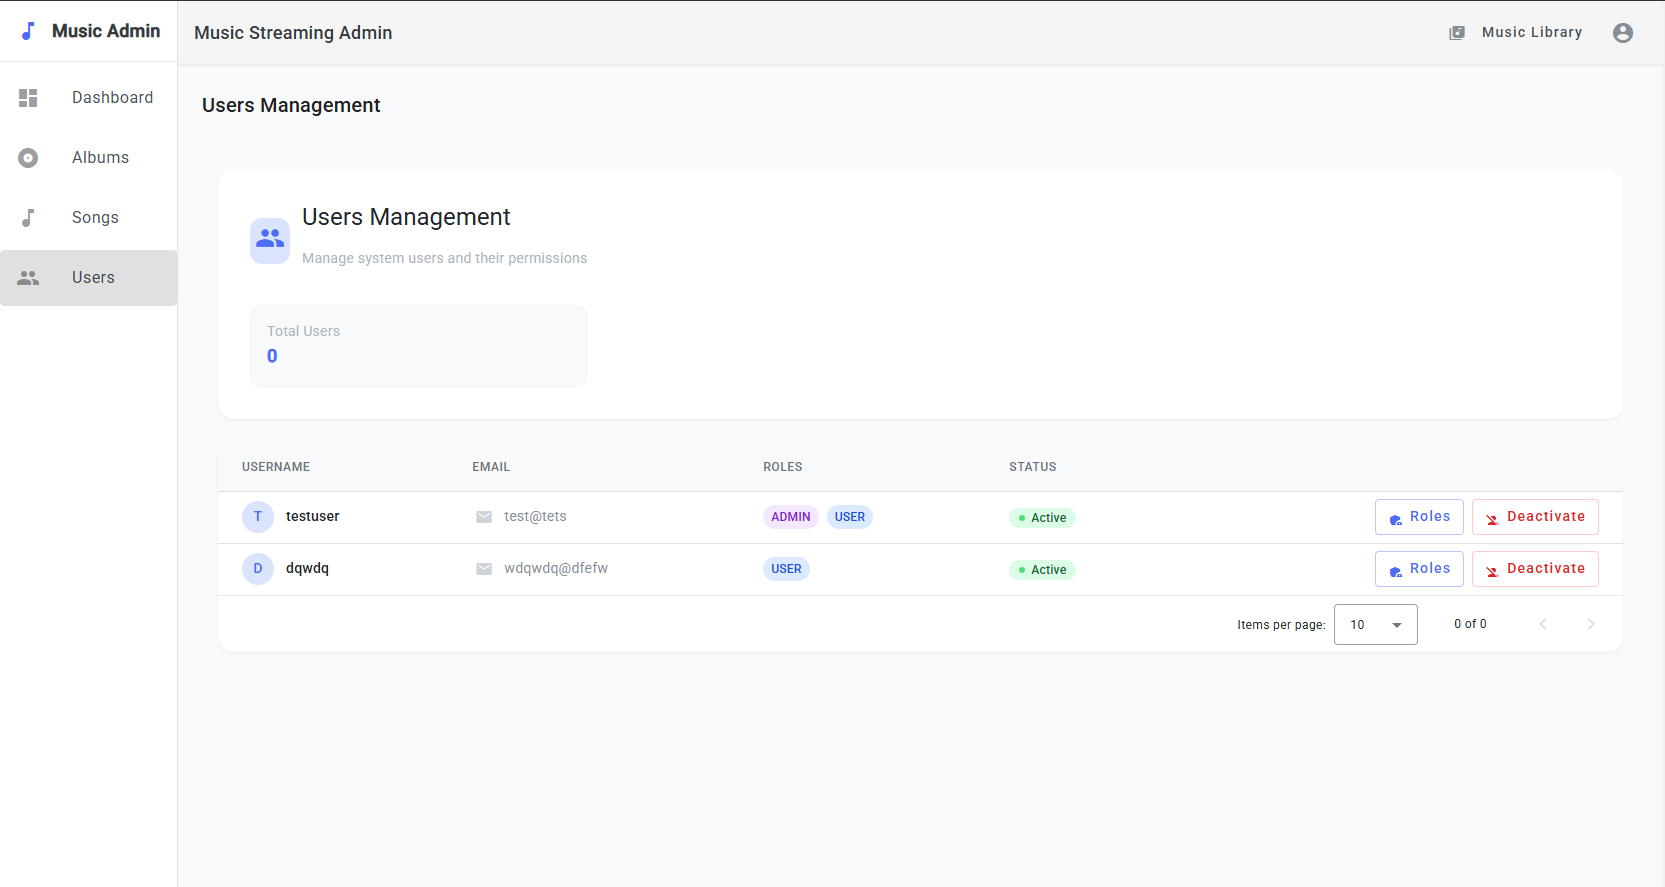 Music Admin
Music Streaming Admin
Music Library
Dashboard
Albums
Songs
Users
Users Management
Users Management
Manage system users and their permissions
Total Users
0
USERNAME EMAIL ROLES STATUS
T testuser test@tets ADMIN USER Active Roles Deactivate
D dqwdq wdqwdq@dfefw USER Active Roles Deactivate
Items per page: 10 0 of 0